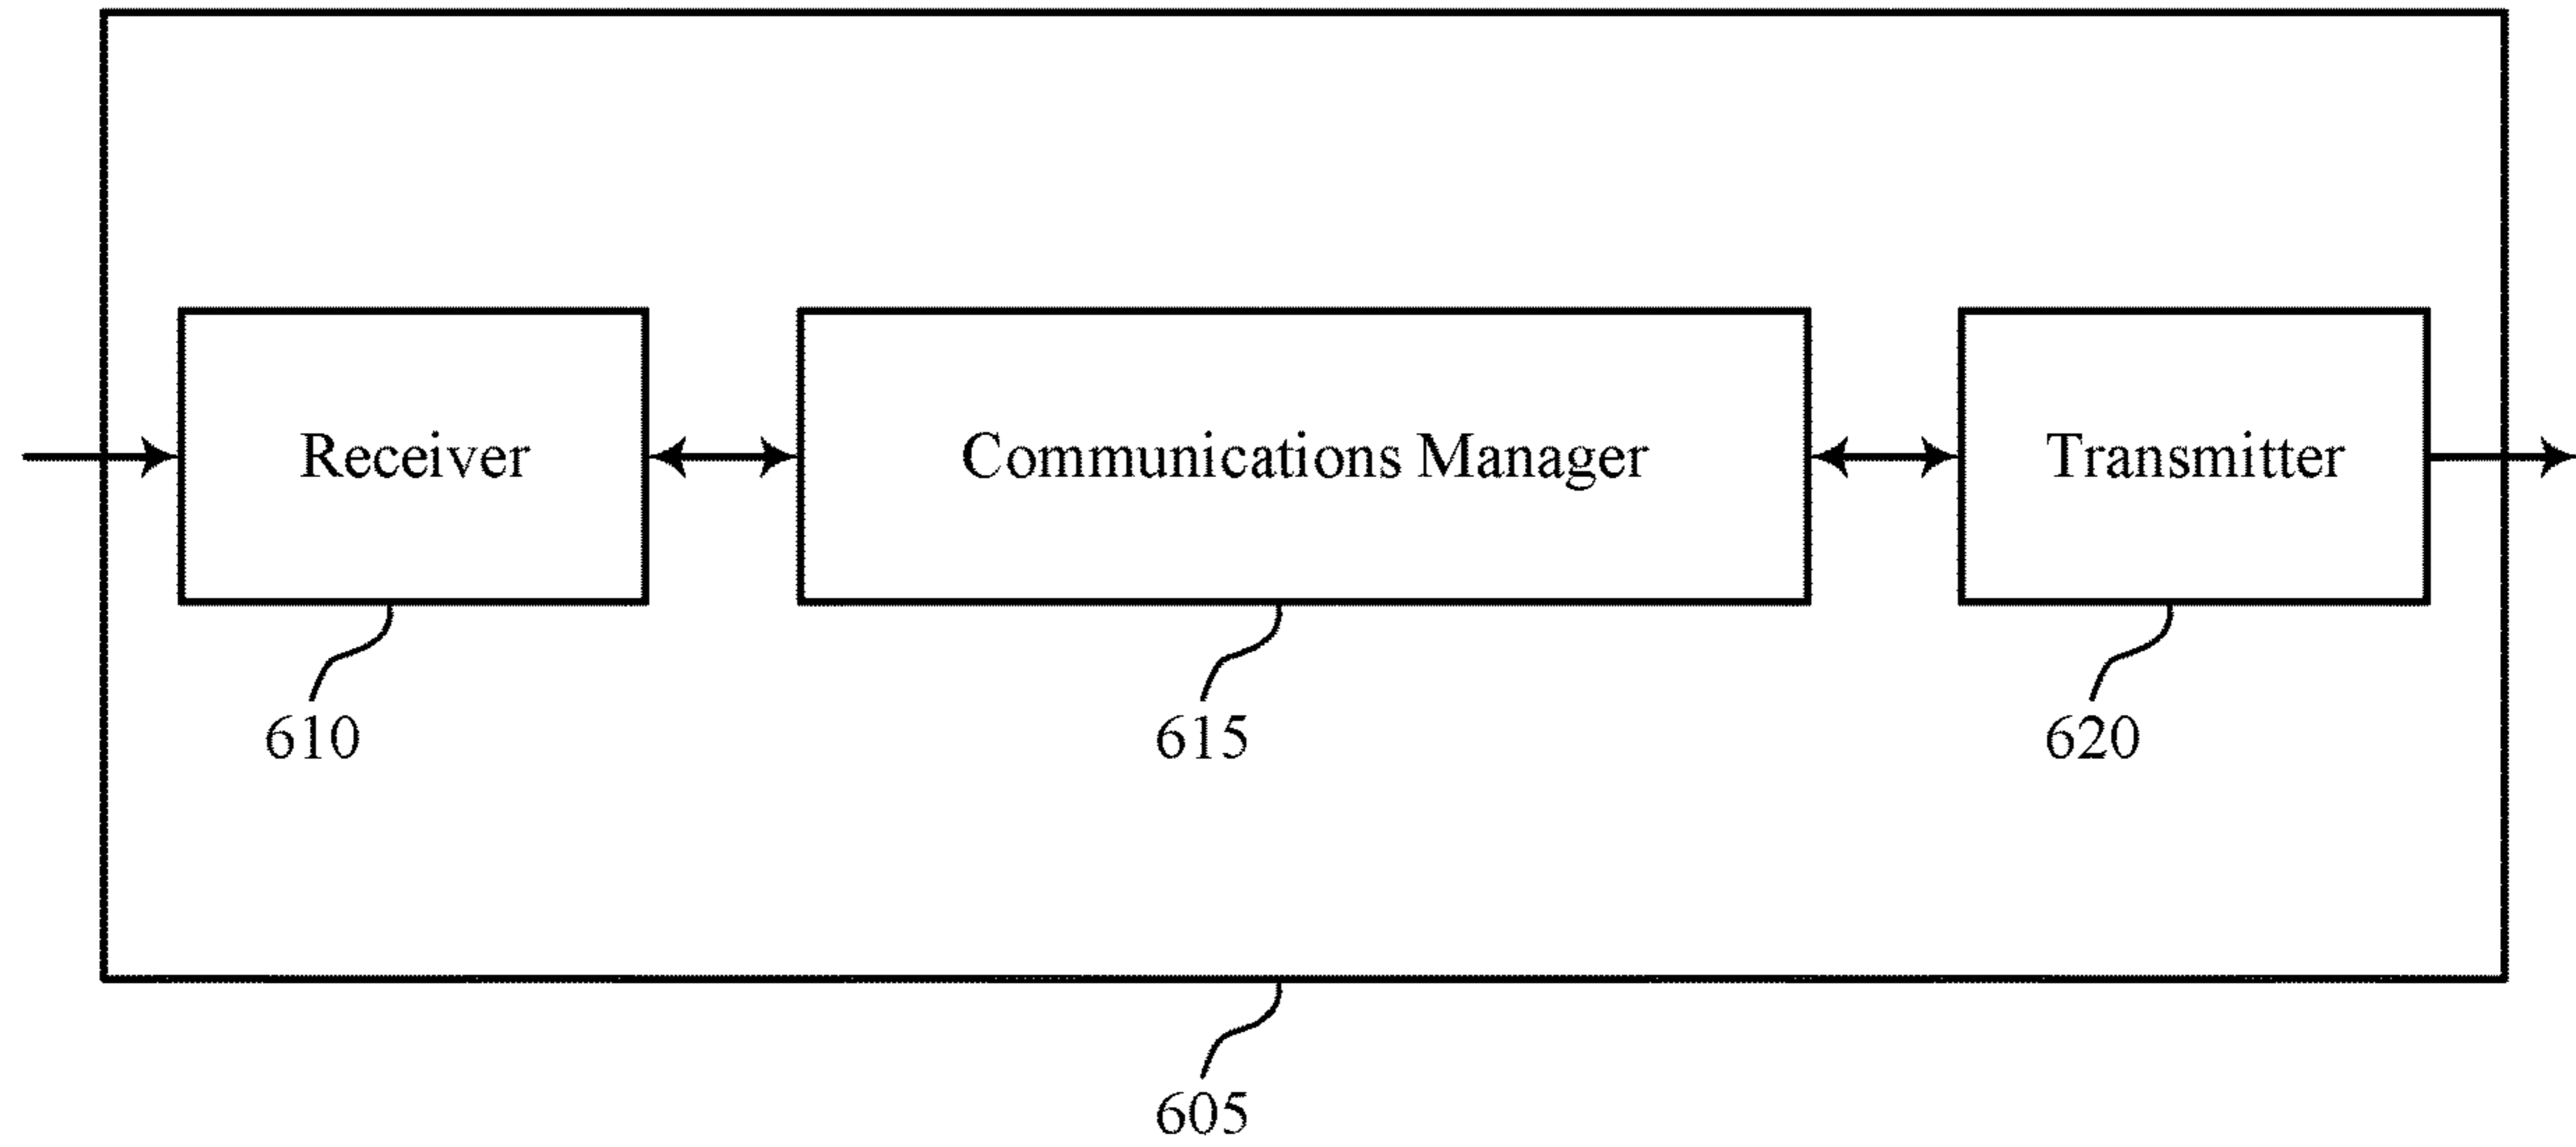 Receiver
Communications Manager
Transmitter
610
615
620
605